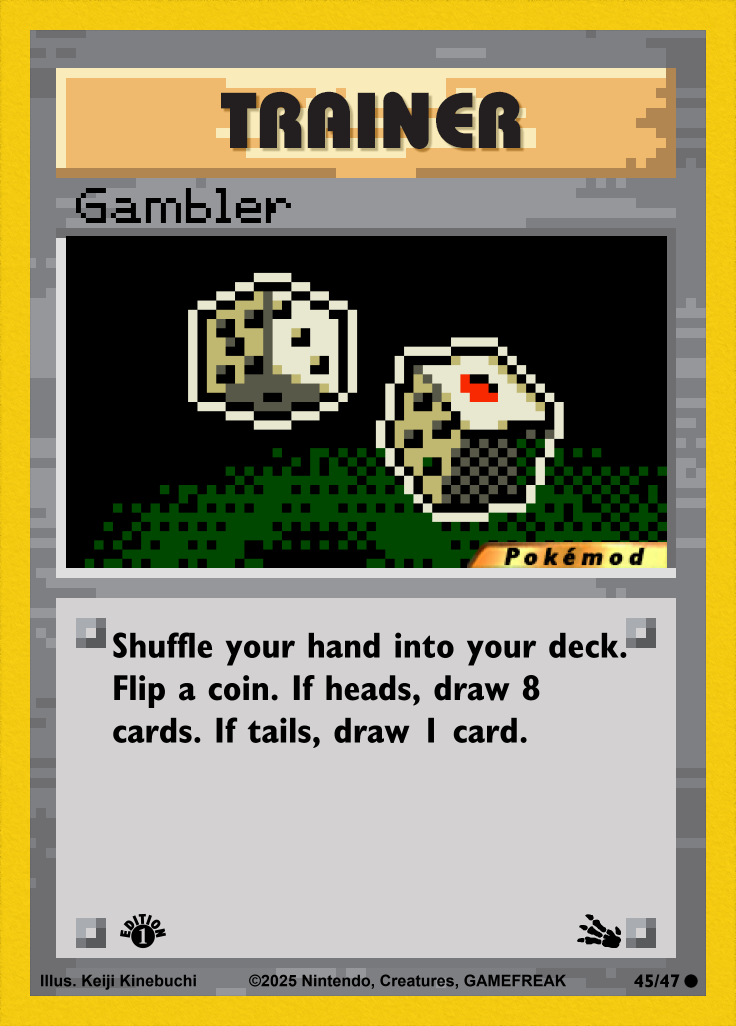 TRAINER
Gambler
Pokémod
Shuffle your hand into your deck.
Flip a coin. If heads, draw 8
cards. If tails, draw 1 card.
EDITION
1
Illus. Keiji Kinebuchi ©2025 Nintendo, Creatures, GAMEFREAK 45/47 ●